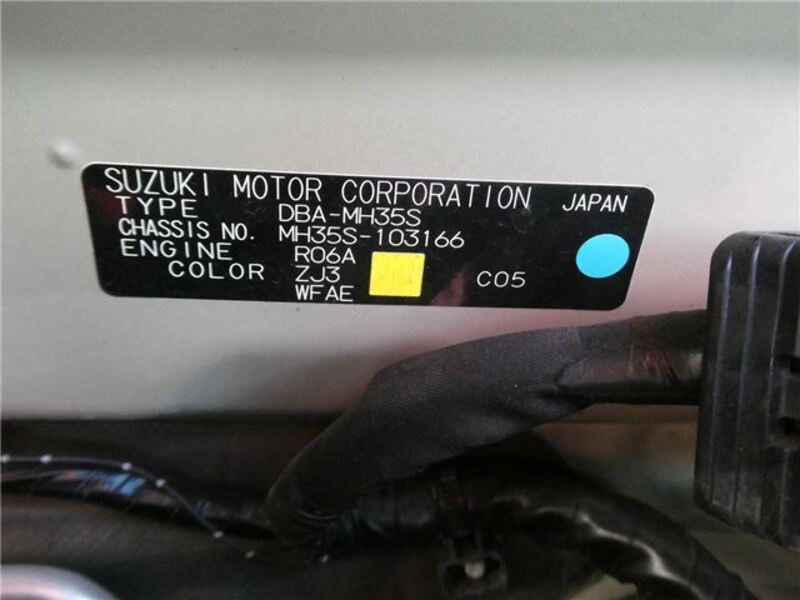 SUZUKI MOTOR CORPORATION JAPAN
TYPE DBA-MH35S
CHASSIS NO. MH35S-103166
ENGINE R06A
COLOR ZJ3 C05
WFAE